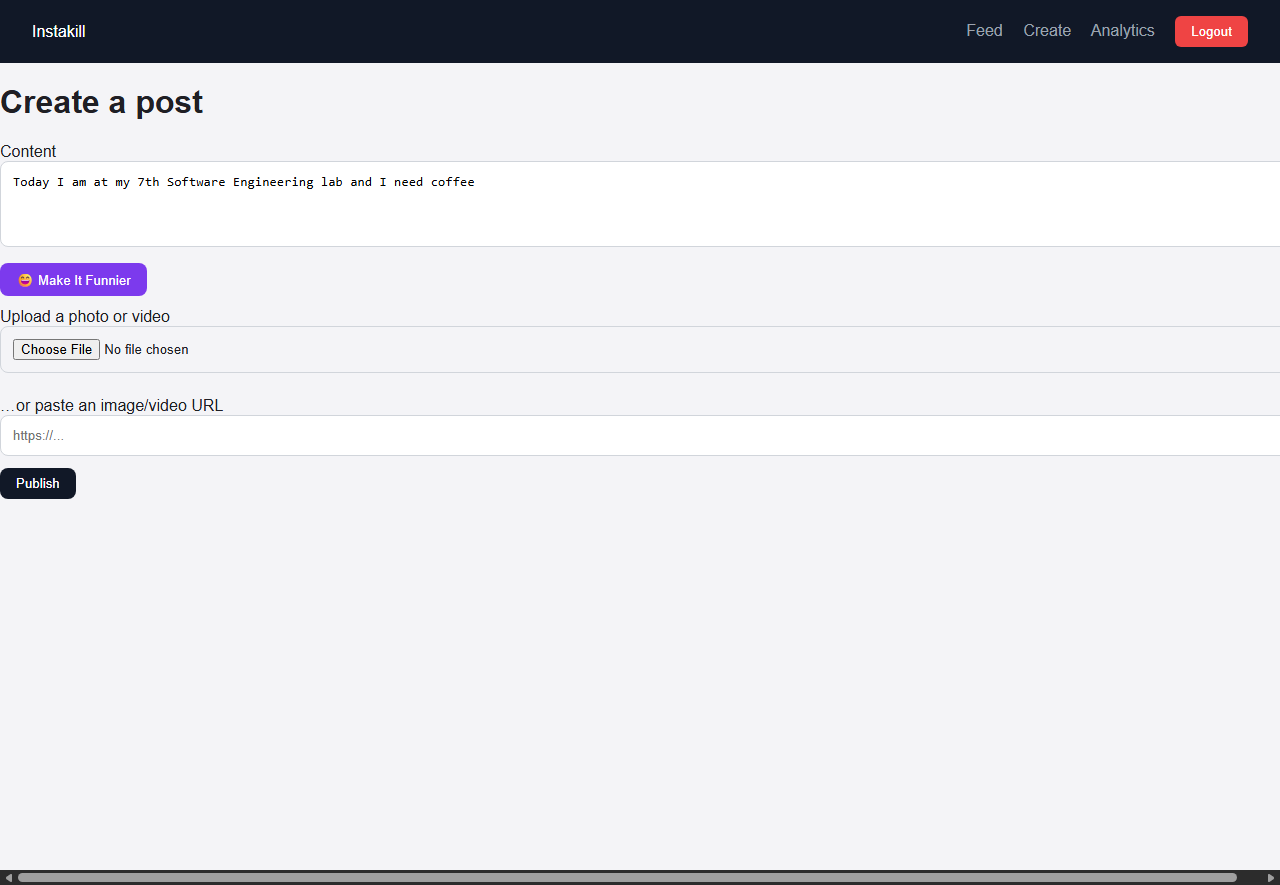 Instakill
Feed Create Analytics Logout
Create a post
Content
Today I am at my 7th Software Engineering lab and I need coffee
😄 Make It Funnier
Upload a photo or video
Choose File No file chosen
…or paste an image/video URL
https://...
Publish